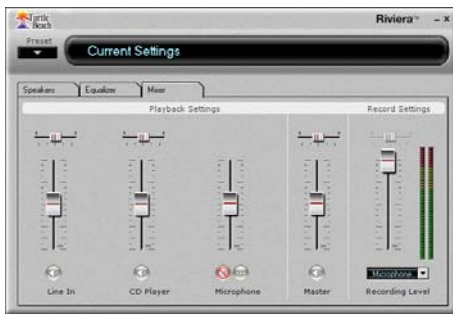 Turtle Beach
Riviera™
Preset
Current Settings
Speakers Equalizer Mixer
Playback Settings Record Settings
Microphone
Line In CD Player Microphone Master Recording Level